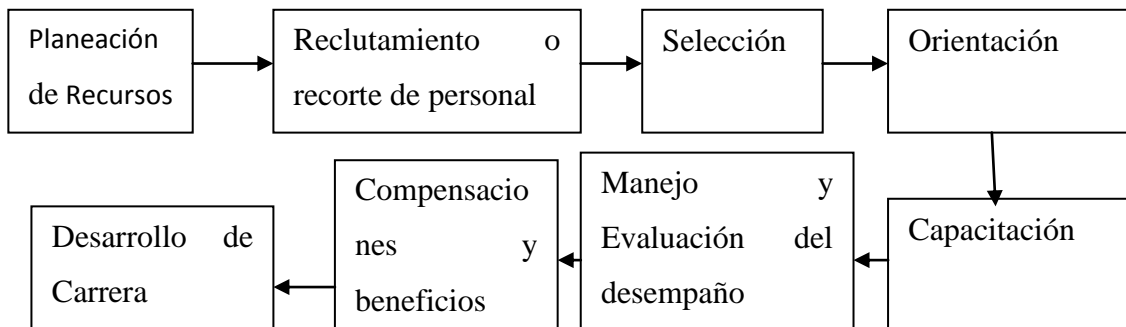 Planeación
de Recursos
Reclutamiento o
recorte de personal
Selección
Orientación
Capacitación
Manejo y
Evaluación del
desempaño
Compensacio
nes y
beneficios
Desarrollo de
Carrera